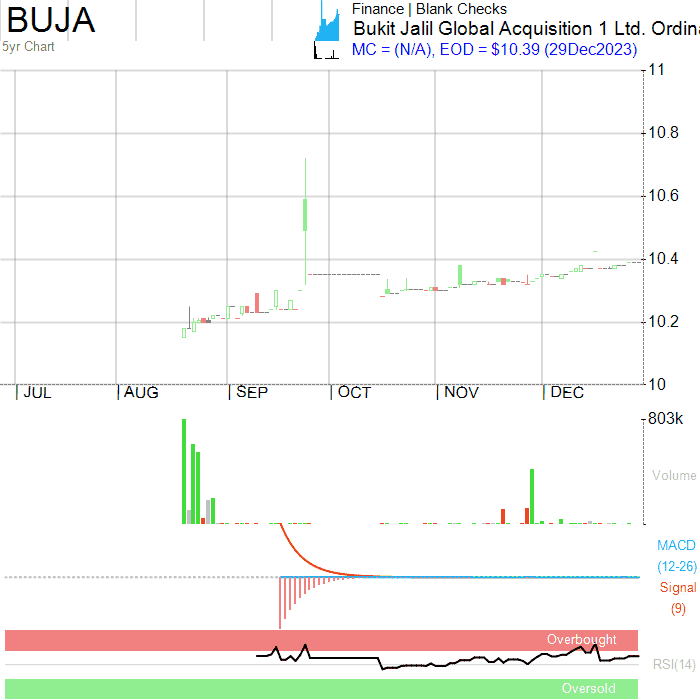 BUJA
5yr Chart
Finance | Blank Checks
Bukit Jalil Global Acquisition 1 Ltd. Ordina
MC = (N/A), EOD = $10.39 (29Dec2023)
11
10.8
10.6
10.4
10.2
10
JUL AUG SEP OCT NOV DEC
803k
Volume
MACD
(12-26)
Signal
(9)
Overbought
RSI(14)
Oversold